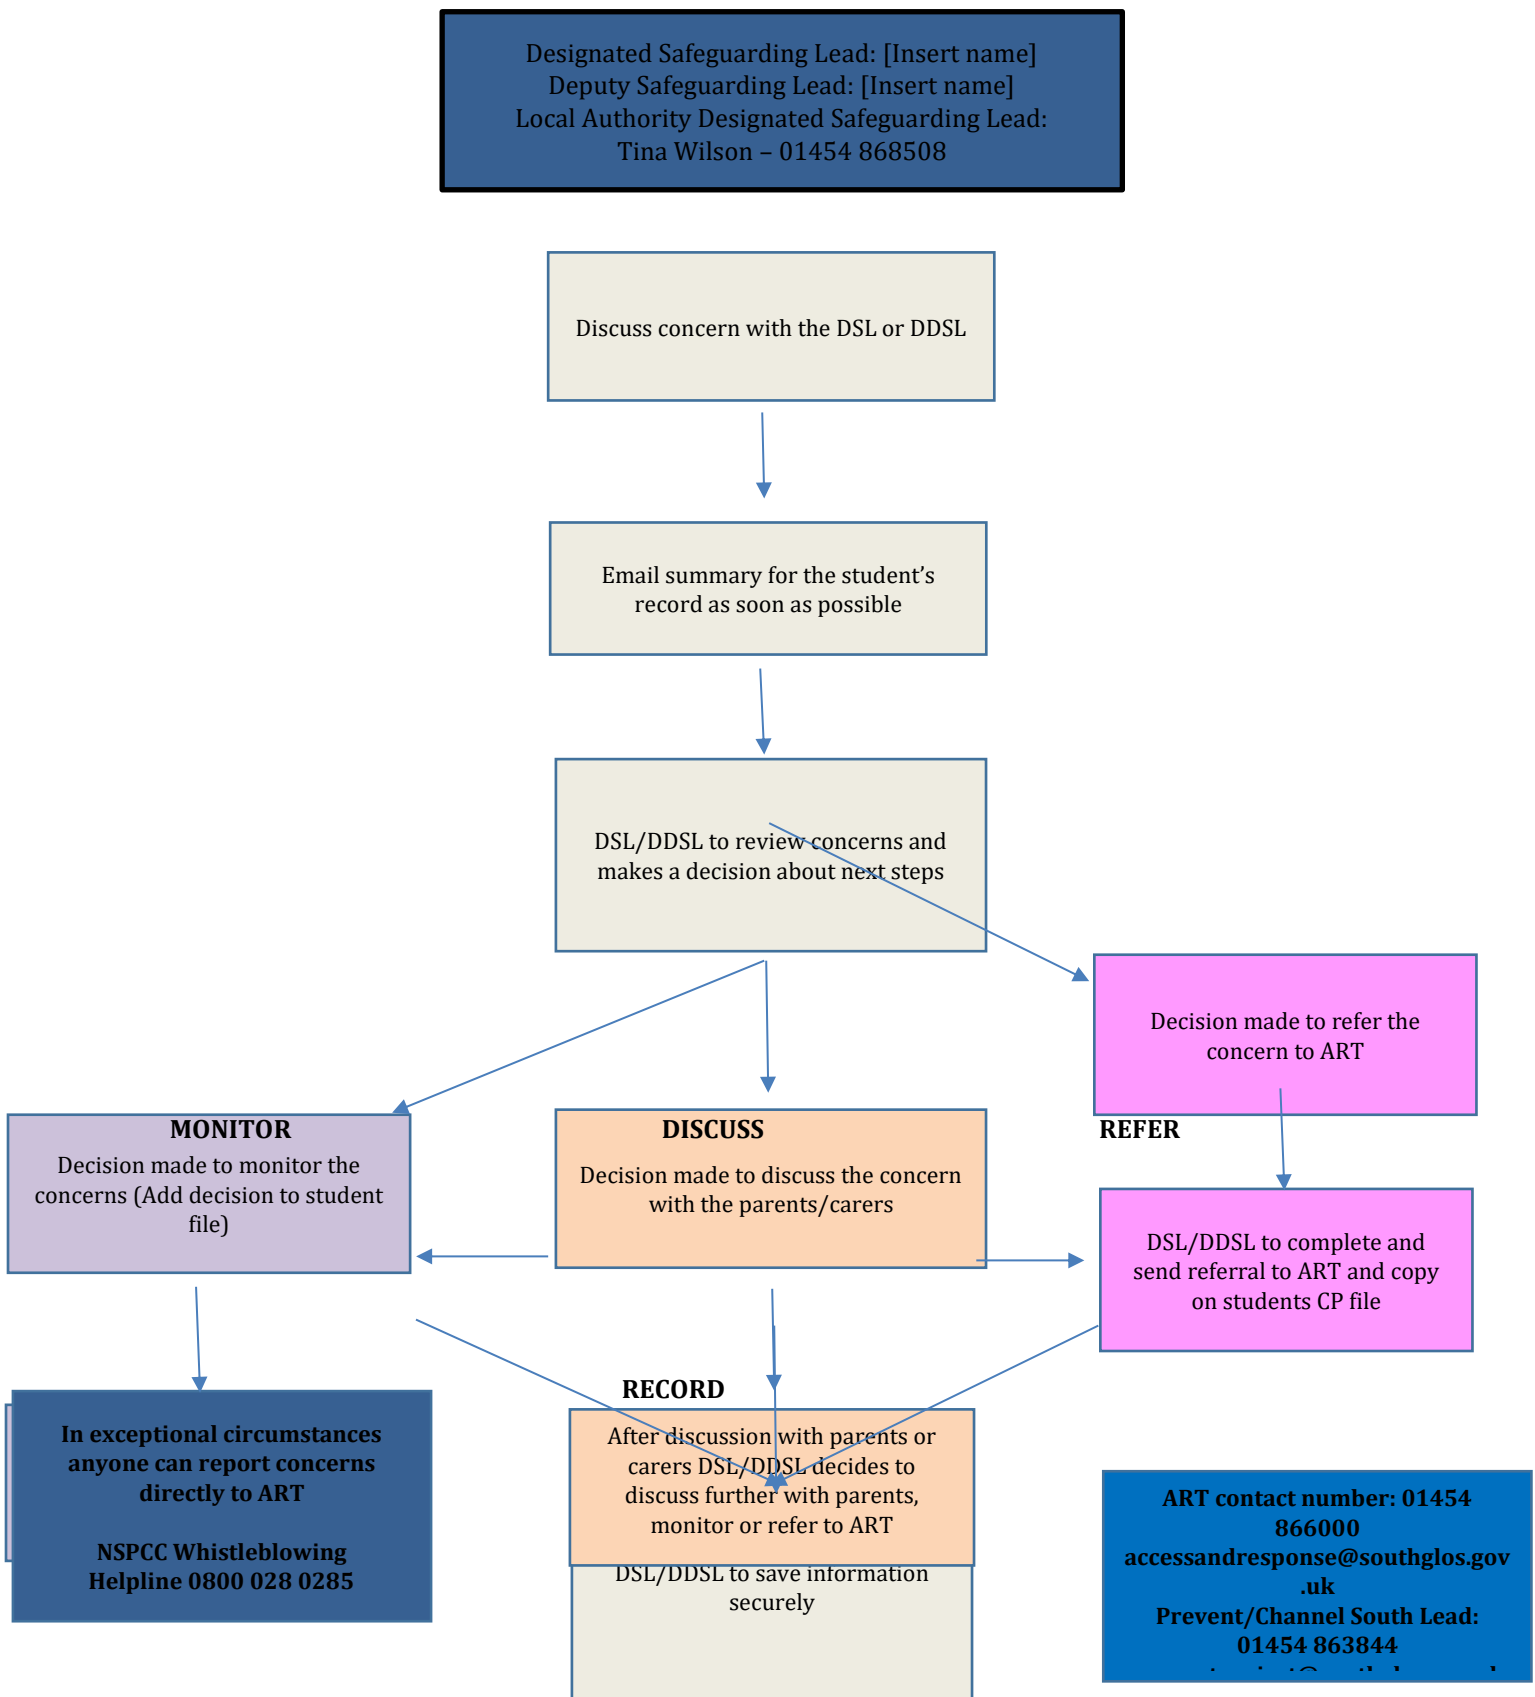 Designated Safeguarding Lead: [Insert name]
Deputy Safeguarding Lead: [Insert name]
Local Authority Designated Safeguarding Lead:
Tina Wilson – 01454 868508
Discuss concern with the DSL or DDSL
Email summary for the student's
record as soon as possible
DSL/DDSL to review concerns and
makes a decision about next steps
Decision made to refer the
concern to ART
MONITOR
Decision made to monitor the
concerns (Add decision to student
file)
DISCUSS
Decision made to discuss the concern
with the parents/carers
REFER
DSL/DDSL to complete and
send referral to ART and copy
on students CP file
In exceptional circumstances
anyone can report concerns
directly to ART
NSPCC Whistleblowing
Helpline 0800 028 0285
RECORD
After discussion with parents or
carers DSL/DDSL decides to
discuss further with parents,
monitor or refer to ART
DSL/DDSL to save information
securely
ART contact number: 01454
866000
accessandresponse@southglos.gov
.uk
Prevent/Channel South Lead:
01454 863844